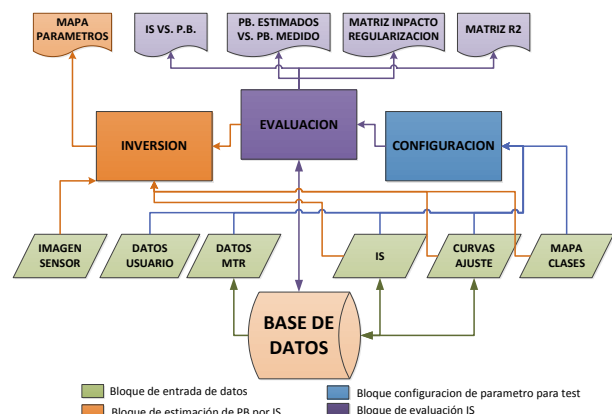 MAPA
PARAMETROS
IS VS. P.B.
PB. ESTIMADOS
VS. PB. MEDIDO
MATRIZ INPACTO
REGULARIZACION
MATRIZ R2
INVERSION
EVALUACION
CONFIGURACION
IMAGEN
SENSOR
DATOS
USUARIO
DATOS
MTR
IS
CURVAS
AJUSTE
MAPA
CLASES
BASE DE
DATOS
Bloque de entrada de datos
Bloque configuracion de parametro para test
Bloque de estimación de PB por IS
Bloque de evaluación IS